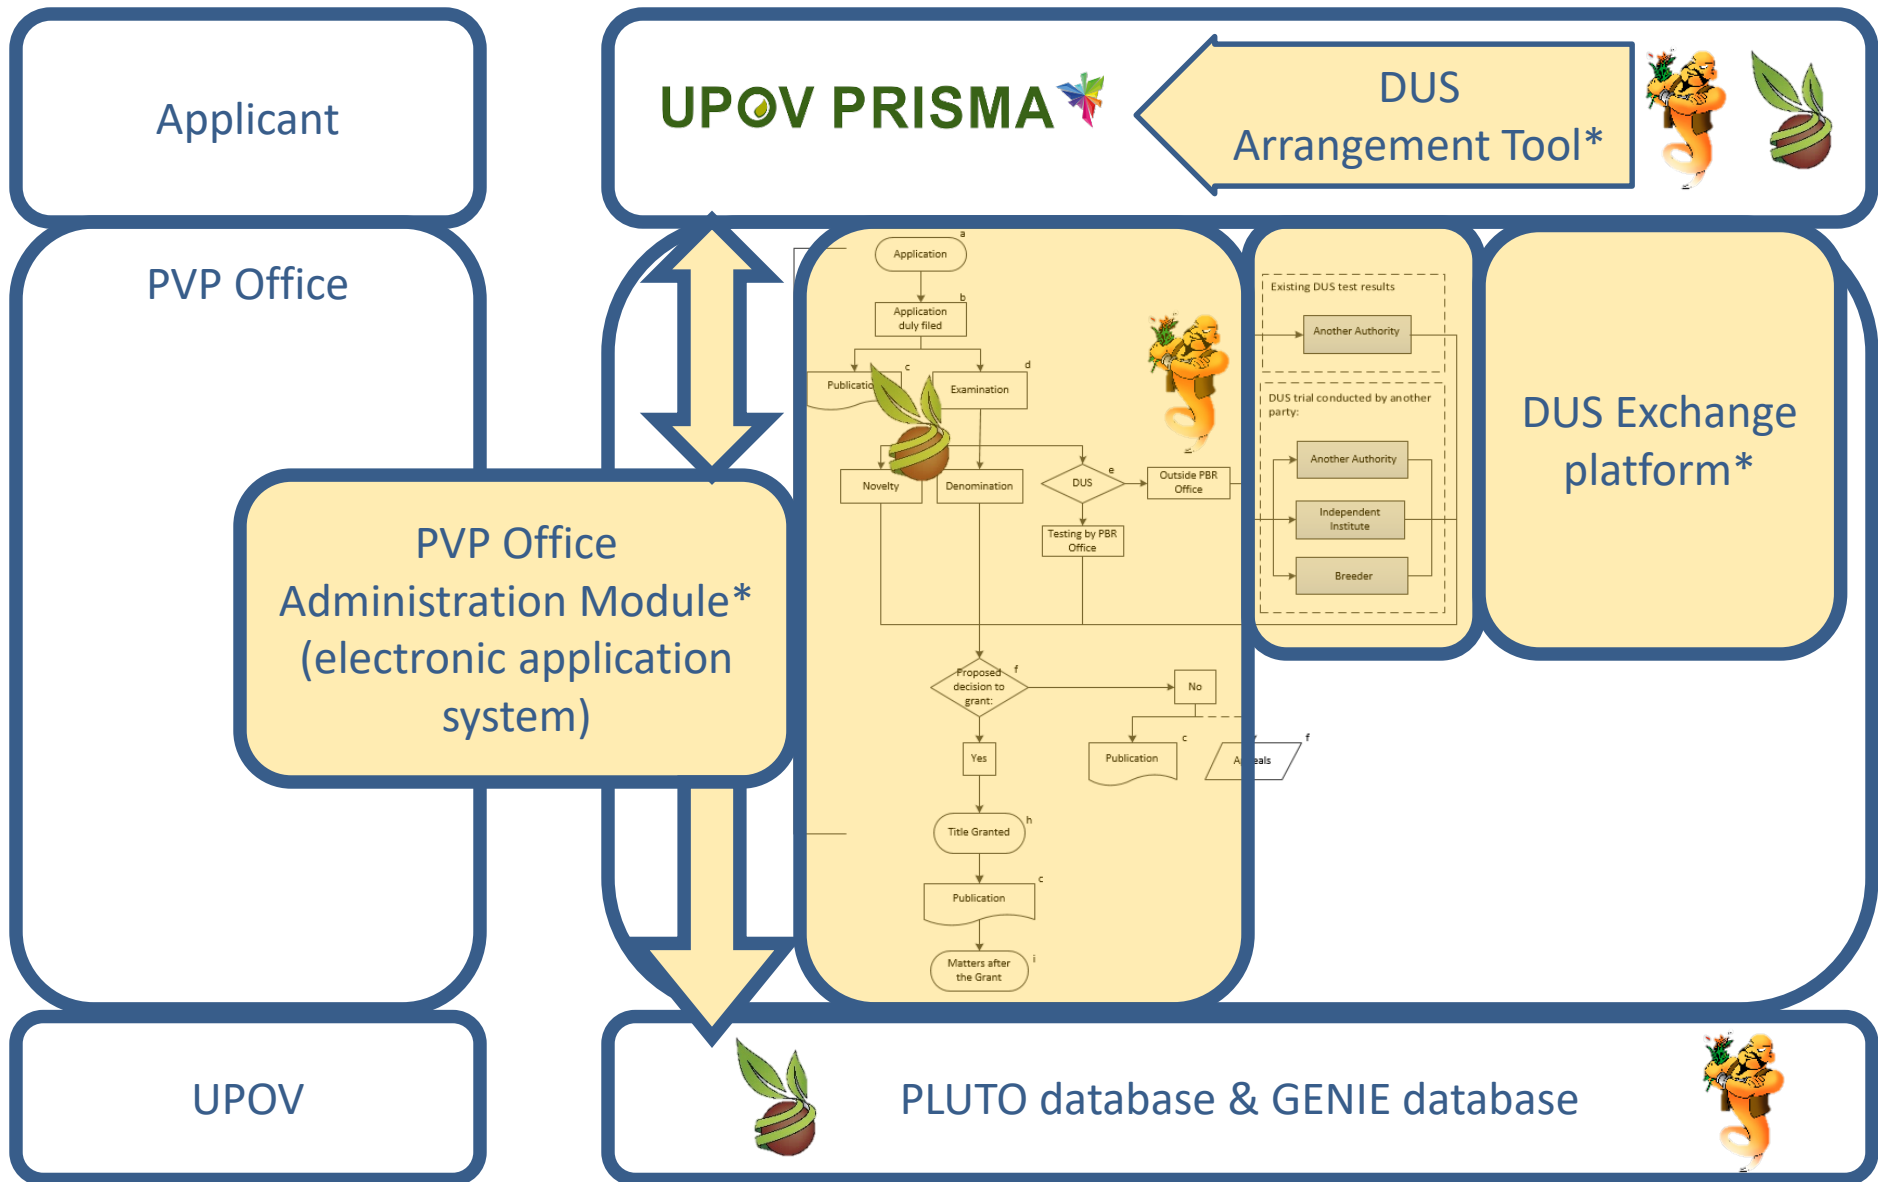 Applicant
UPOV PRISMA
DUS
Arrangement Tool*
PVP Office
a
Application
b
Application
duly filed
c
Publicatio
d
Examination
Novelty
Denomination
e
DUS
Outside PBR
Office
Testing by PBR
Office
Existing DUS test results
Another Authority
DUS trial conducted by another
party:
Another Authority
Independent
Institute
Breeder
DUS Exchange
platform*
PVP Office
Administration Module*
(electronic application
system)
f
Proposed
decision to
grant:
No
c
Publication
f
Appeals
Yes
h
Title Granted
c
Publication
i
Matters after
the Grant
UPOV
PLUTO database & GENIE database